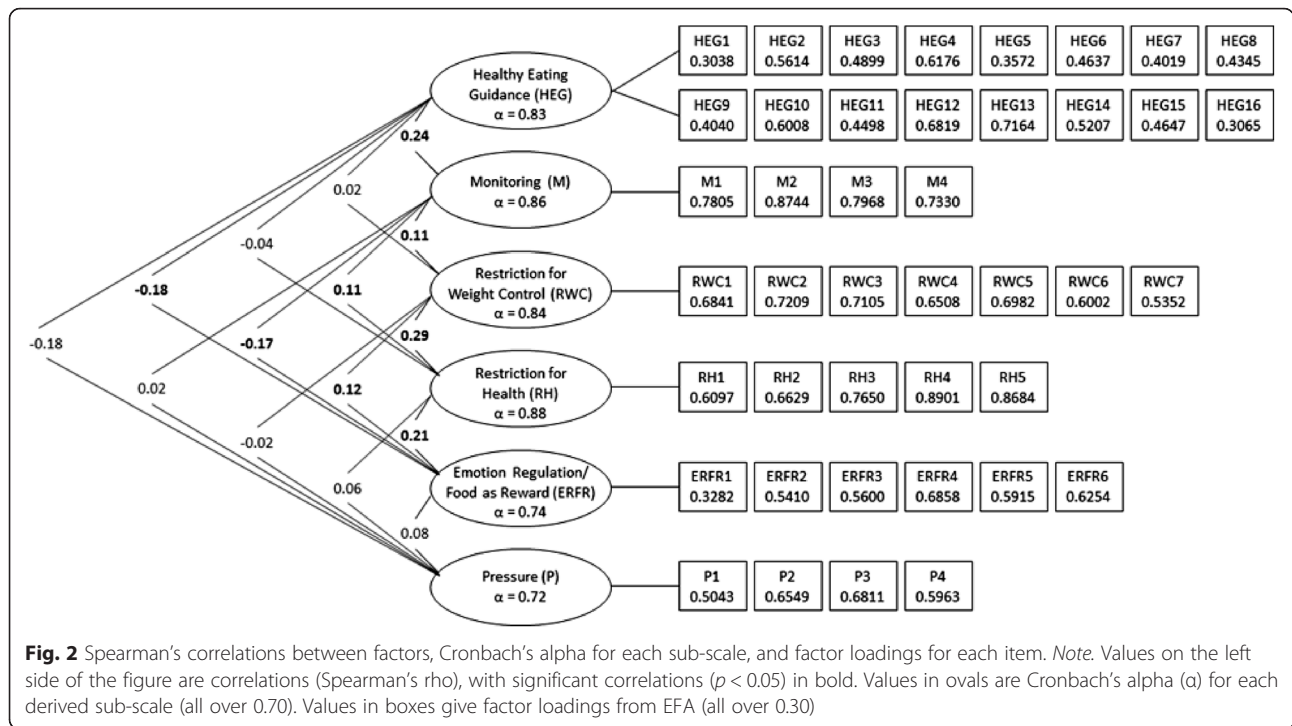 HEG1 HEG2 HEG3 HEG4 HEG5 HEG6 HEG7 HEG8
0.3038 0.5614 0.4899 0.6176 0.3572 0.4637 0.4019 0.4345
Healthy Eating
Guidance (HEG)
α = 0.83
HEG9 HEG10 HEG11 HEG12 HEG13 HEG14 HEG15 HEG16
0.4040 0.6008 0.4498 0.6819 0.7164 0.5207 0.4647 0.3065
0.24
Monitoring (M)
α = 0.86
M1 M2 M3 M4
0.7805 0.8744 0.7968 0.7330
0.02
0.11
-0.04
Restriction for
Weight Control (RWC)
α = 0.84
RWC1 RWC2 RWC3 RWC4 RWC5 RWC6 RWC7
0.6841 0.7209 0.7105 0.6508 0.6982 0.6002 0.5352
-0.18
0.11
0.29
-0.18
-0.17
Restriction for
Health (RH)
α = 0.88
RH1 RH2 RH3 RH4 RH5
0.6097 0.6629 0.7650 0.8901 0.8684
0.02
0.12
0.21
-0.02
Emotion Regulation/
Food as Reward (ERFR)
α = 0.74
ERFR1 ERFR2 ERFR3 ERFR4 ERFR5 ERFR6
0.3282 0.5410 0.5600 0.6858 0.5915 0.6254
0.06
0.08
Pressure (P)
α = 0.72
P1 P2 P3 P4
0.5043 0.6549 0.6811 0.5963
Fig. 2 Spearman's correlations between factors, Cronbach's alpha for each sub-scale, and factor loadings for each item. Note. Values on the left
side of the figure are correlations (Spearman's rho), with significant correlations (p < 0.05) in bold. Values in ovals are Cronbach's alpha (α) for each
derived sub-scale (all over 0.70). Values in boxes give factor loadings from EFA (all over 0.30)